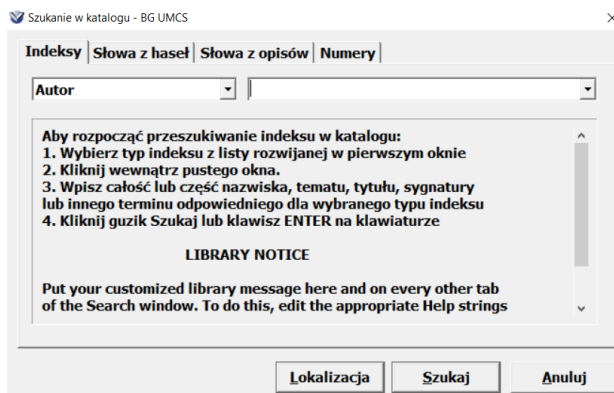 Szukanie w katalogu - BG UMCS
Indeksy Słowa z haseł Słowa z opisów Numery
Autor
Aby rozpocząć przeszukiwanie indeksu w katalogu:
1. Wybierz typ indeksu z listy rozwijanej w pierwszym oknie
2. Kliknij wewnątrz pustego okna.
3. Wpisz całość lub część nazwiska, tematu, tytułu, sygnatury
lub innego terminu odpowiedniego dla wybranego typu indeksu
4. Kliknij guzik Szukaj lub klawisz ENTER na klawiaturze
LIBRARY NOTICE
Put your customized library message here and on every other tab
of the Search window. To do this, edit the appropriate Help strings
Lokalizacja Szukaj Anuluj